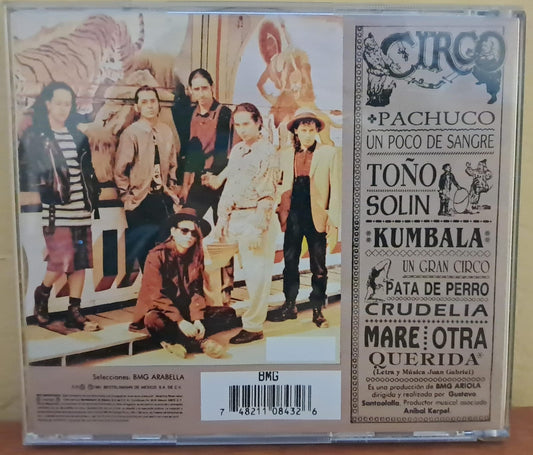 CIRCO
PACHUCO
UN POCO DE SANGRE
TOÑO
SOLIN
KUMBALA
UN GRAN CIRCO
PATA DE PERRO
CRUDELIA
MARE OTRA
QUERIDA
(Letra y Música Juan Gabriel)
Es una producción de BMG ARIOLA
dirigida y realizada por Gustavo
Santaolalla. Productor musical asociado
Aníbal Kerpel.
Selecciones: BMG ARABELLA
BMG
7 48211 08432 6